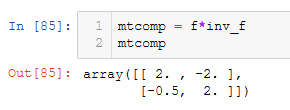 In [85]: 1 mtcomp = f*inv_f
2 mtcomp
Out[85]: array([[ 2. , -2. ],
[-0.5, 2. ]])